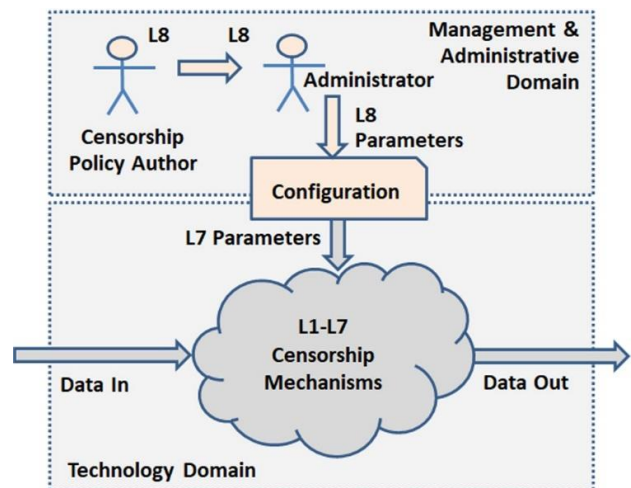 L8
L8
Management &
Administrative
Domain
Administrator
Censorship
Policy Author
L8
Parameters
Configuration
L7 Parameters
L1-L7
Censorship
Mechanisms
Data In
Data Out
Technology Domain